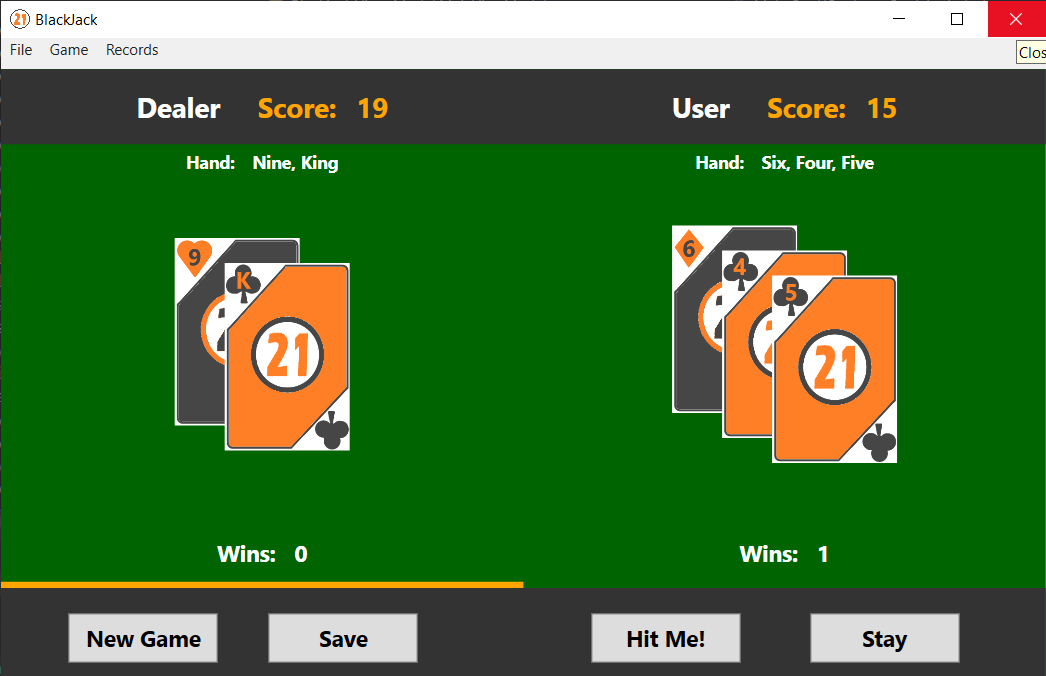 21 BlackJack
File Game Records
Clos
Dealer Score: 19
User Score: 15
Hand: Nine, King
Hand: Six, Four, Five
9
K
21
6
4
5
21
Wins: 0
Wins: 1
New Game Save Hit Me! Stay